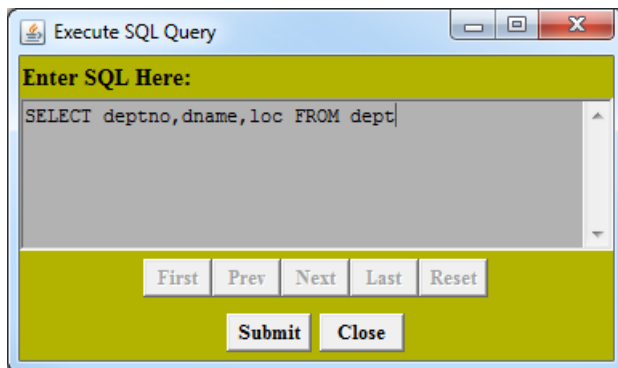 Execute SQL Query
Enter SQL Here:
SELECT deptno,dname,loc FROM dept
First Prev Next Last Reset
Submit Close